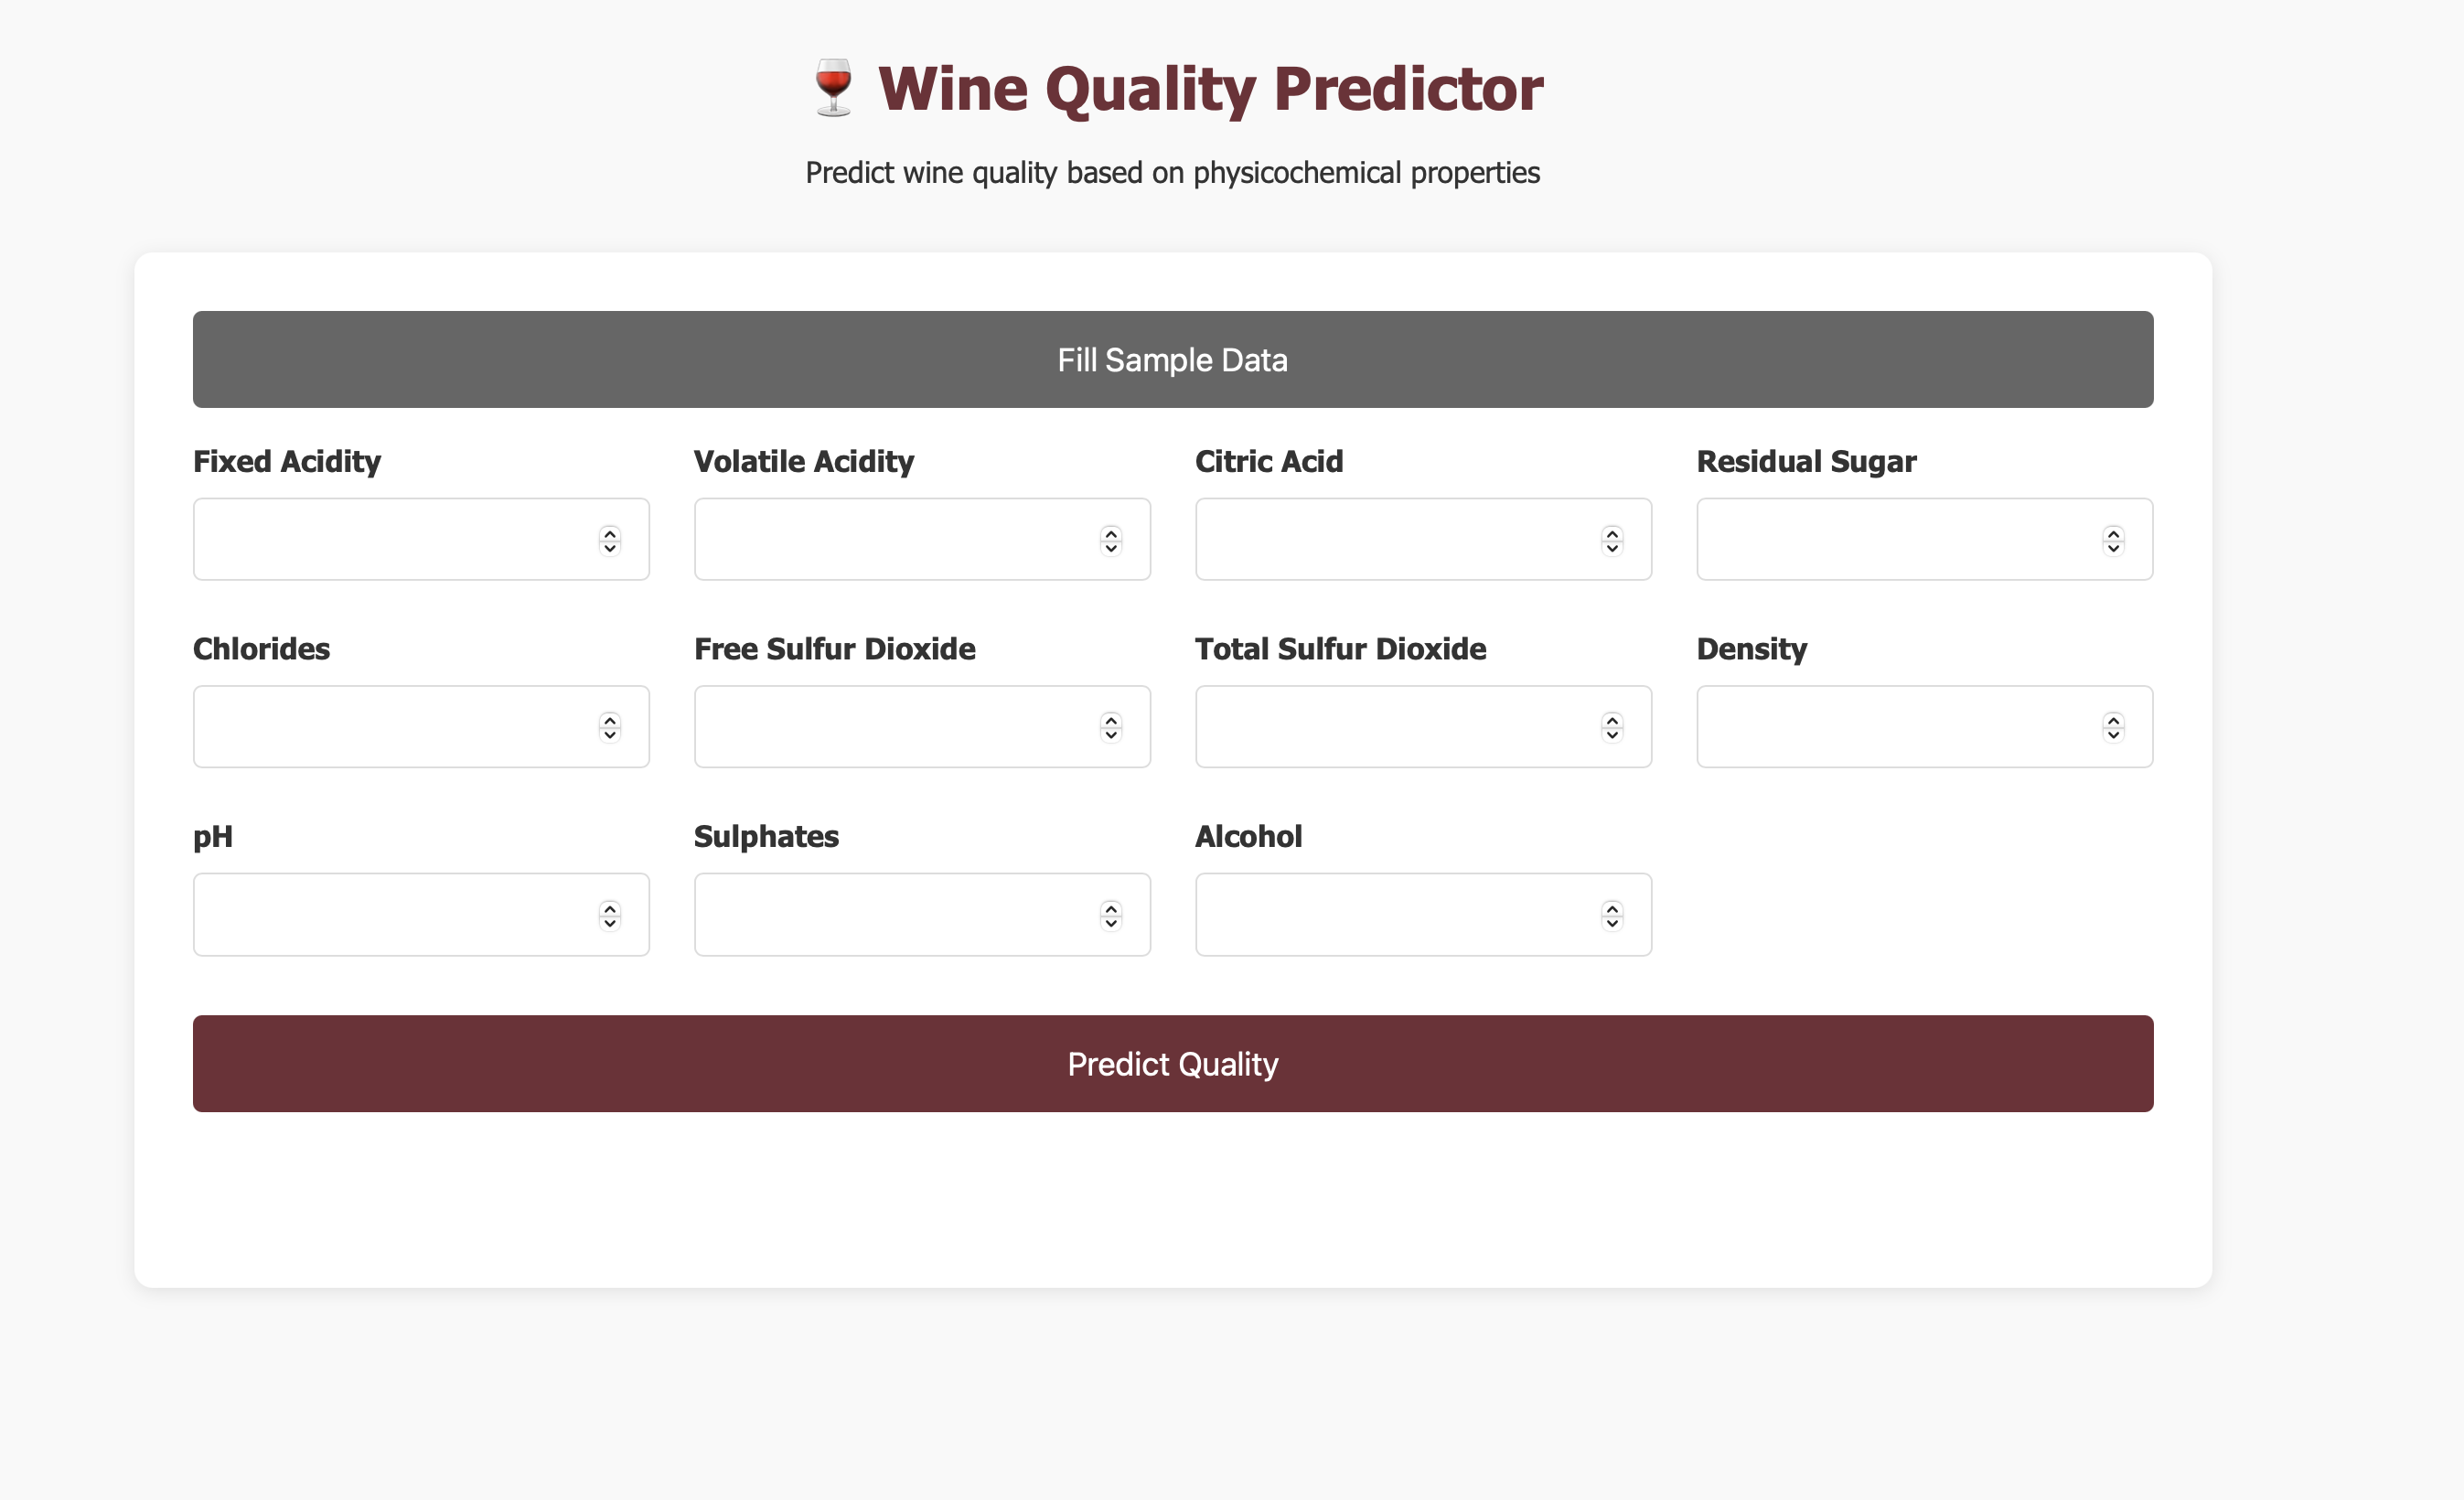 Wine Quality Predictor
Predict wine quality based on physicochemical properties
Fill Sample Data
Fixed Acidity
Volatile Acidity
Citric Acid
Residual Sugar
Chlorides
Free Sulfur Dioxide
Total Sulfur Dioxide
Density
pH
Sulphates
Alcohol
Predict Quality